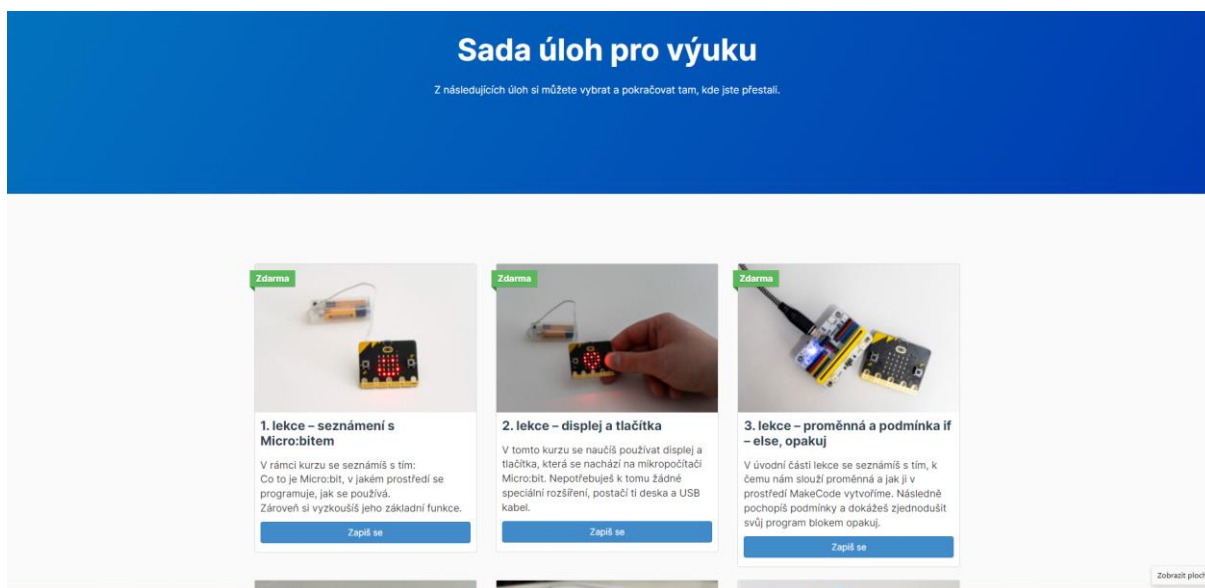 Sada úloh pro výuku
Z následujících úloh si můžete vybrat a pokračovat tam, kde jste přestali.
Zdarma
1. lekce – seznámení s
Micro:bitem
V rámci kurzu se seznámíš s tím:
Co to je Micro:bit, v jakém prostředí se
programuje, jak se používá.
Zároveň si vyzkoušíš jeho základní funkce.
Zapiš se
Zdarma
2. lekce – displej a tlačítka
V tomto kurzu se naučíš používat displej a
tlačítka, která se nachází na mikropočítači
Micro:bit. Nepotřebuješ k tomu žádné
speciální rozšíření, postačí ti deska a USB
kabel.
Zapiš se
Zdarma
3. lekce – proměnná a podmínka if
– else, opakuj
V úvodní části lekce se seznámíš s tím, k
čemu nám slouží proměnná a jak ji v
prostředí MakeCode vytvoříme. Následně
pochopíš podmínky a dokážeš zjednodušit
svůj program blokem opakuj.
Zapiš se
Zobrazit ploch